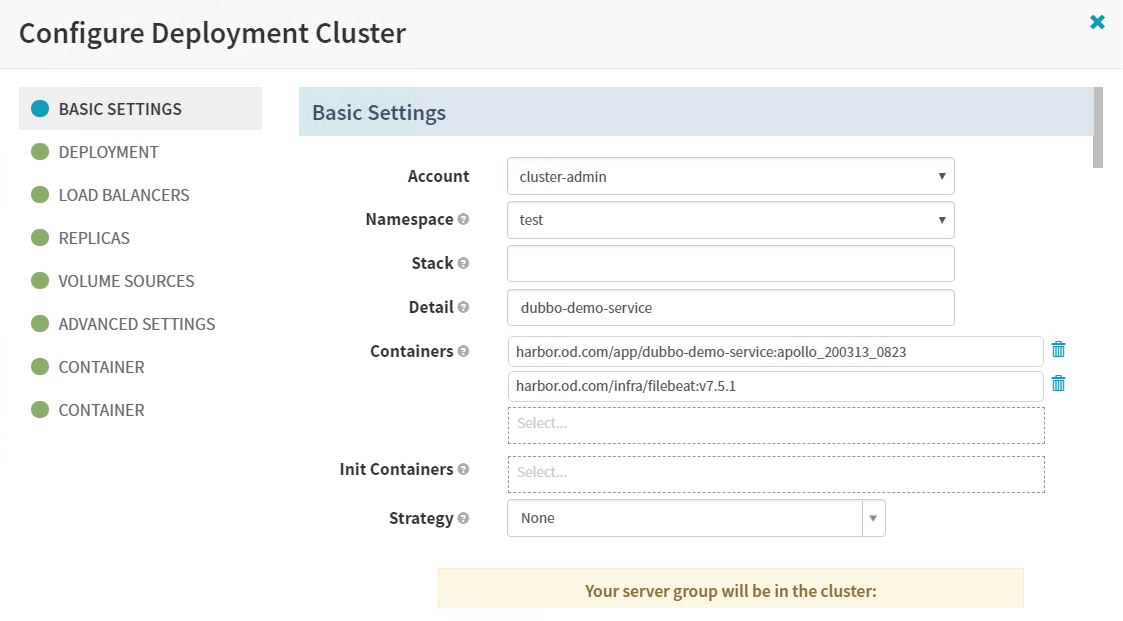 Configure Deployment Cluster
BASIC SETTINGS
DEPLOYMENT
LOAD BALANCERS
REPLICAS
VOLUME SOURCES
ADVANCED SETTINGS
CONTAINER
CONTAINER
Basic Settings
Account cluster-admin
Namespace test
Stack
Detail dubbo-demo-service
Containers harbor.od.com/app/dubbo-demo-service:apollo_200313_0823
harbor.od.com/infra/filebeat:v7.5.1
Select...
Init Containers Select...
Strategy None
Your server group will be in the cluster: